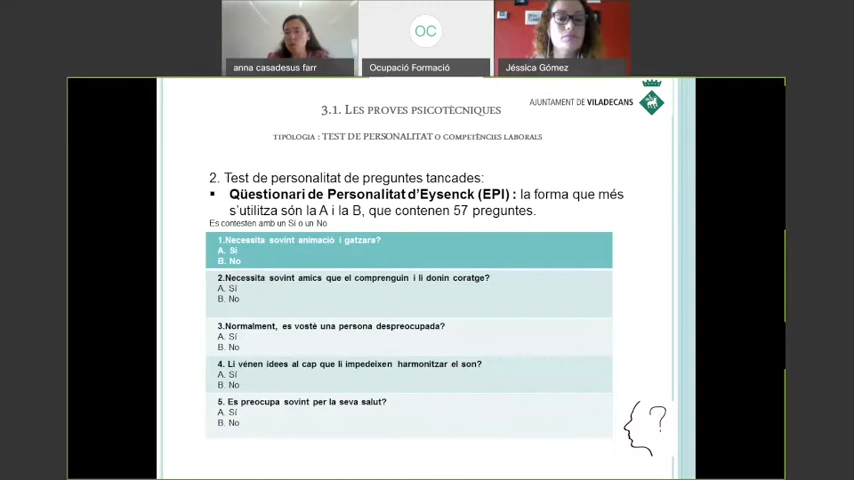 OC
anna casadesus farr
Ocupació Formació
Jéssica Gómez
3.1. LES PROVES PSICOTÈCNIQUES
AJUNTAMENT DE VILADECANS
TIPOLOGIA : TEST DE PERSONALITAT O COMPETÈNCIES LABORALS
2. Test de personalitat de preguntes tancades:
▪ Qüestionari de Personalitat d'Eysenck (EPI) : la forma que més
s'utilitza són la A i la B, que contenen 57 preguntes.
Es contesten amb un Sí o un No
1.Necessita sovint animació i gatzara?
A. Sí
B. No
2.Necessita sovint amics que el comprenguin i li donin coratge?
A. Sí
B. No
3.Normalment, es vostè una persona despreocupada?
A. Sí
B. No
4. Li vénen idees al cap que li impedeixen harmonitzar el son?
A. Sí
B. No
5. Es preocupa sovint per la seva salut?
A. Sí
B. No
?